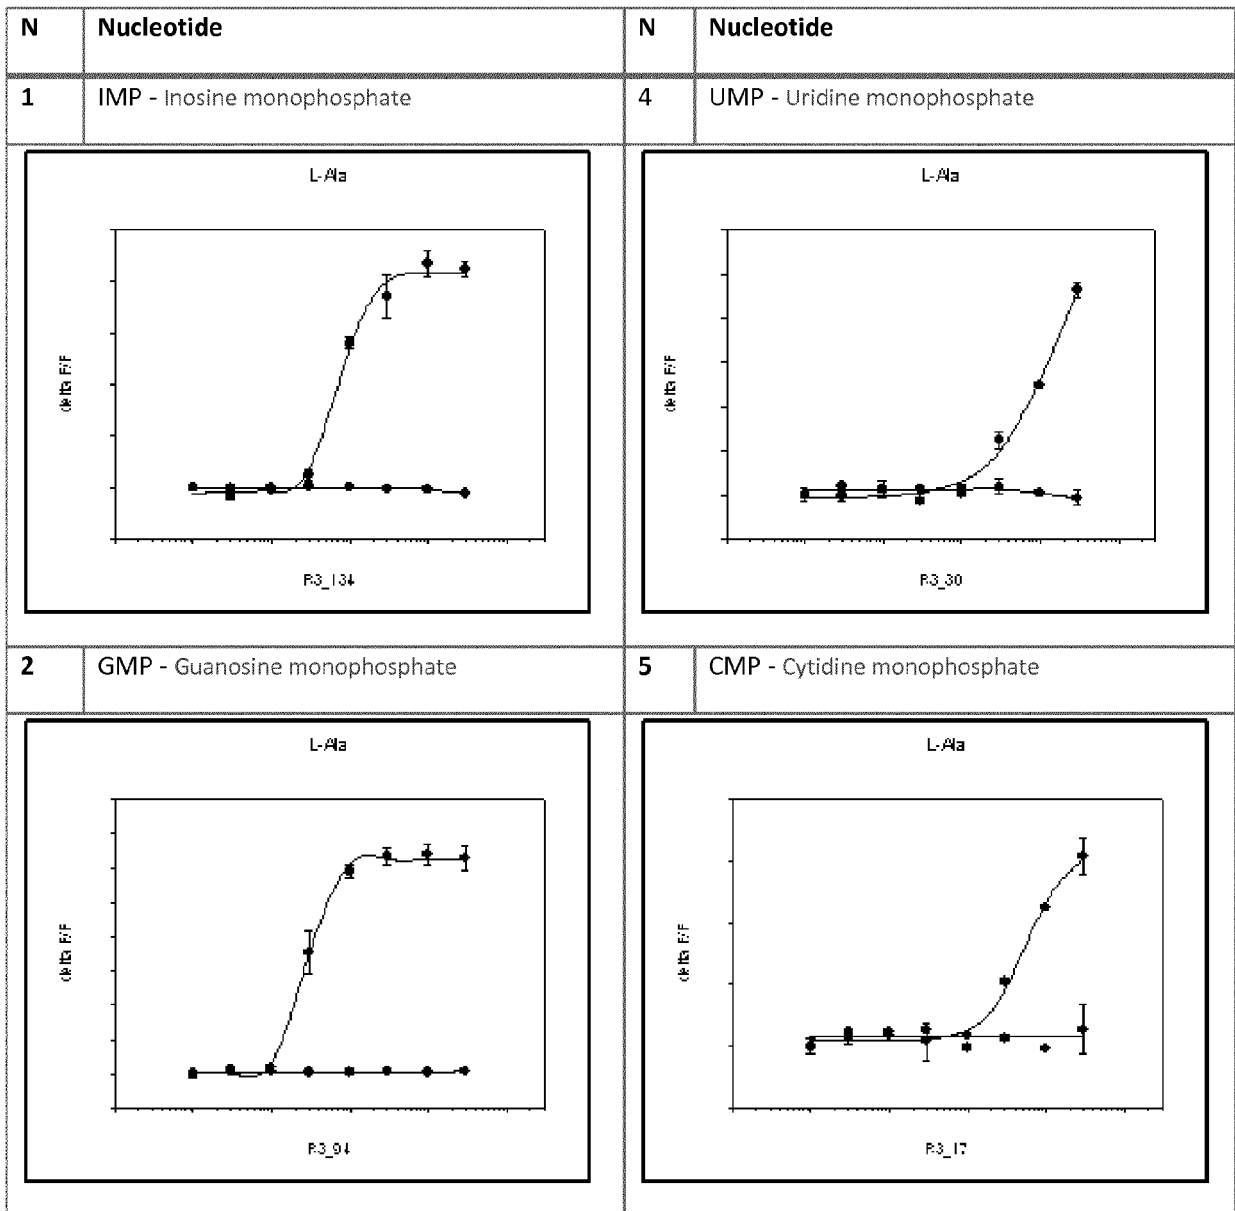 N Nucleotide N Nucleotide
1 IMP - Inosine monophosphate 4 UMP - Uridine monophosphate
L-Ala L-Ala
delta F/F delta F/F
R3_134 R3_30
2 GMP - Guanosine monophosphate 5 CMP - Cytidine monophosphate
L-Ala L-Ala
delta F/F delta F/F
R3_94 R3_17